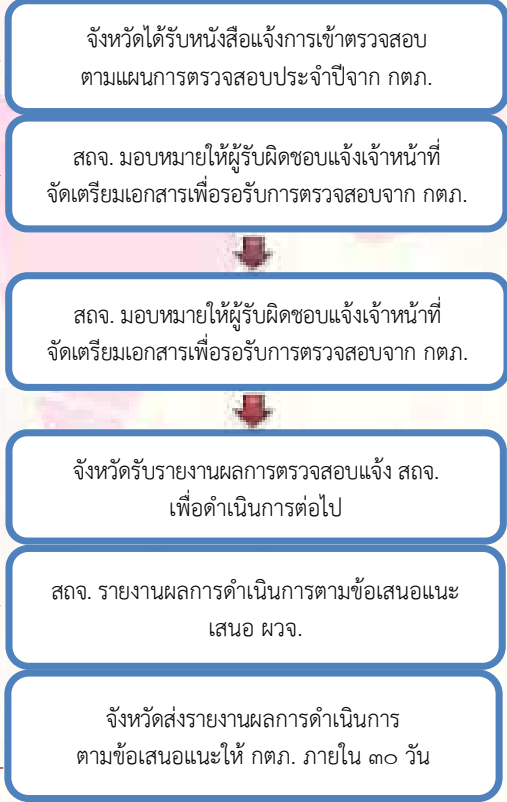 จังหวัดได้รับหนังสือแจ้งการเข้าตรวจสอบ
ตามแผนการตรวจสอบประจำปีจาก กตภ.
สถจ. มอบหมายให้ผู้รับผิดชอบแจ้งเจ้าหน้าที่
จัดเตรียมเอกสารเพื่อรอรับการตรวจสอบจาก กตภ.
สถจ. มอบหมายให้ผู้รับผิดชอบแจ้งเจ้าหน้าที่
จัดเตรียมเอกสารเพื่อรอรับการตรวจสอบจาก กตภ.
จังหวัดรับรายงานผลการตรวจสอบแจ้ง สถจ.
เพื่อดำเนินการต่อไป
สถจ. รายงานผลการดำเนินการตามข้อเสนอแนะ
เสนอ ผวจ.
จังหวัดส่งรายงานผลการดำเนินการ
ตามข้อเสนอแนะให้ กตภ. ภายใน ๓๐ วัน